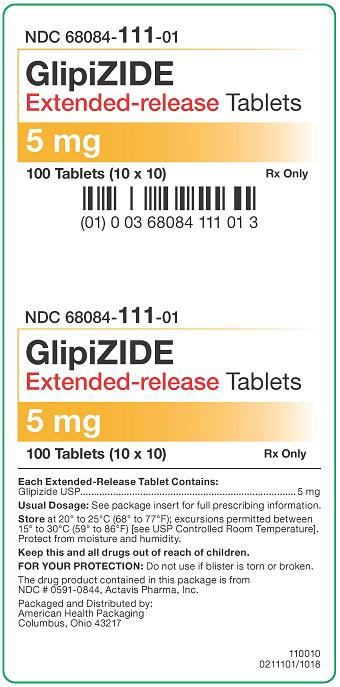 NDC 68084-111-01
GlipiZIDE
Extended-release Tablets
5 mg
100 Tablets (10 x 10) Rx Only
(01) 0 03 68084 111 01 3
NDC 68084-111-01
GlipiZIDE
Extended-release Tablets
5 mg
100 Tablets (10 x 10) Rx Only
Each Extended-Release Tablet Contains:
Glipizide USP.......................................................................... 5 mg
Usual Dosage: See package insert for full prescribing information.
Store at 20° to 25°C (68° to 77°F); excursions permitted between
15° to 30°C (59° to 86°F) [see USP Controlled Room Temperature].
Protect from moisture and humidity.
Keep this and all drugs out of reach of children.
FOR YOUR PROTECTION: Do not use if blister is torn or broken.
The drug product contained in this package is from
NDC # 0591-0844, Actavis Pharma, Inc.
Packaged and Distributed by:
American Health Packaging
Columbus, Ohio 43217
110010
0211101/1018